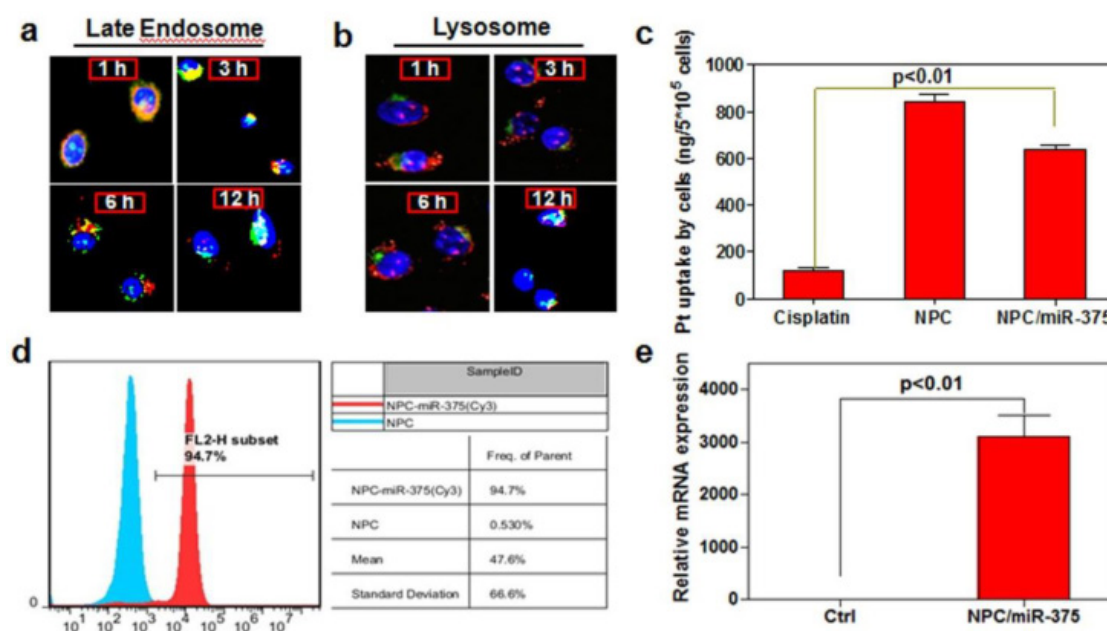 a
Late Endosome
1 h
3 h
6 h
12 h
b
Lysosome
1 h
3 h
6 h
12 h
c
Pt uptake by cells (ng/5*10^5 cells)
1000
800
600
400
200
0
p<0.01
Cisplatin
NPC
NPC/miR-375
d
FL2-H subset
94.7%
0
10^1
10^2
10^3
10^4
10^5
10^6
10^7
SampleID
NPC-miR-375(Cy3)
NPC
Freq. of Parent
NPC-miR-375(Cy3) 94.7%
NPC 0.530%
Mean 47.6%
Standard Deviation 66.6%
e
Relative mRNA expression
4000
3000
2000
1000
0
p<0.01
Ctrl
NPC/miR-375